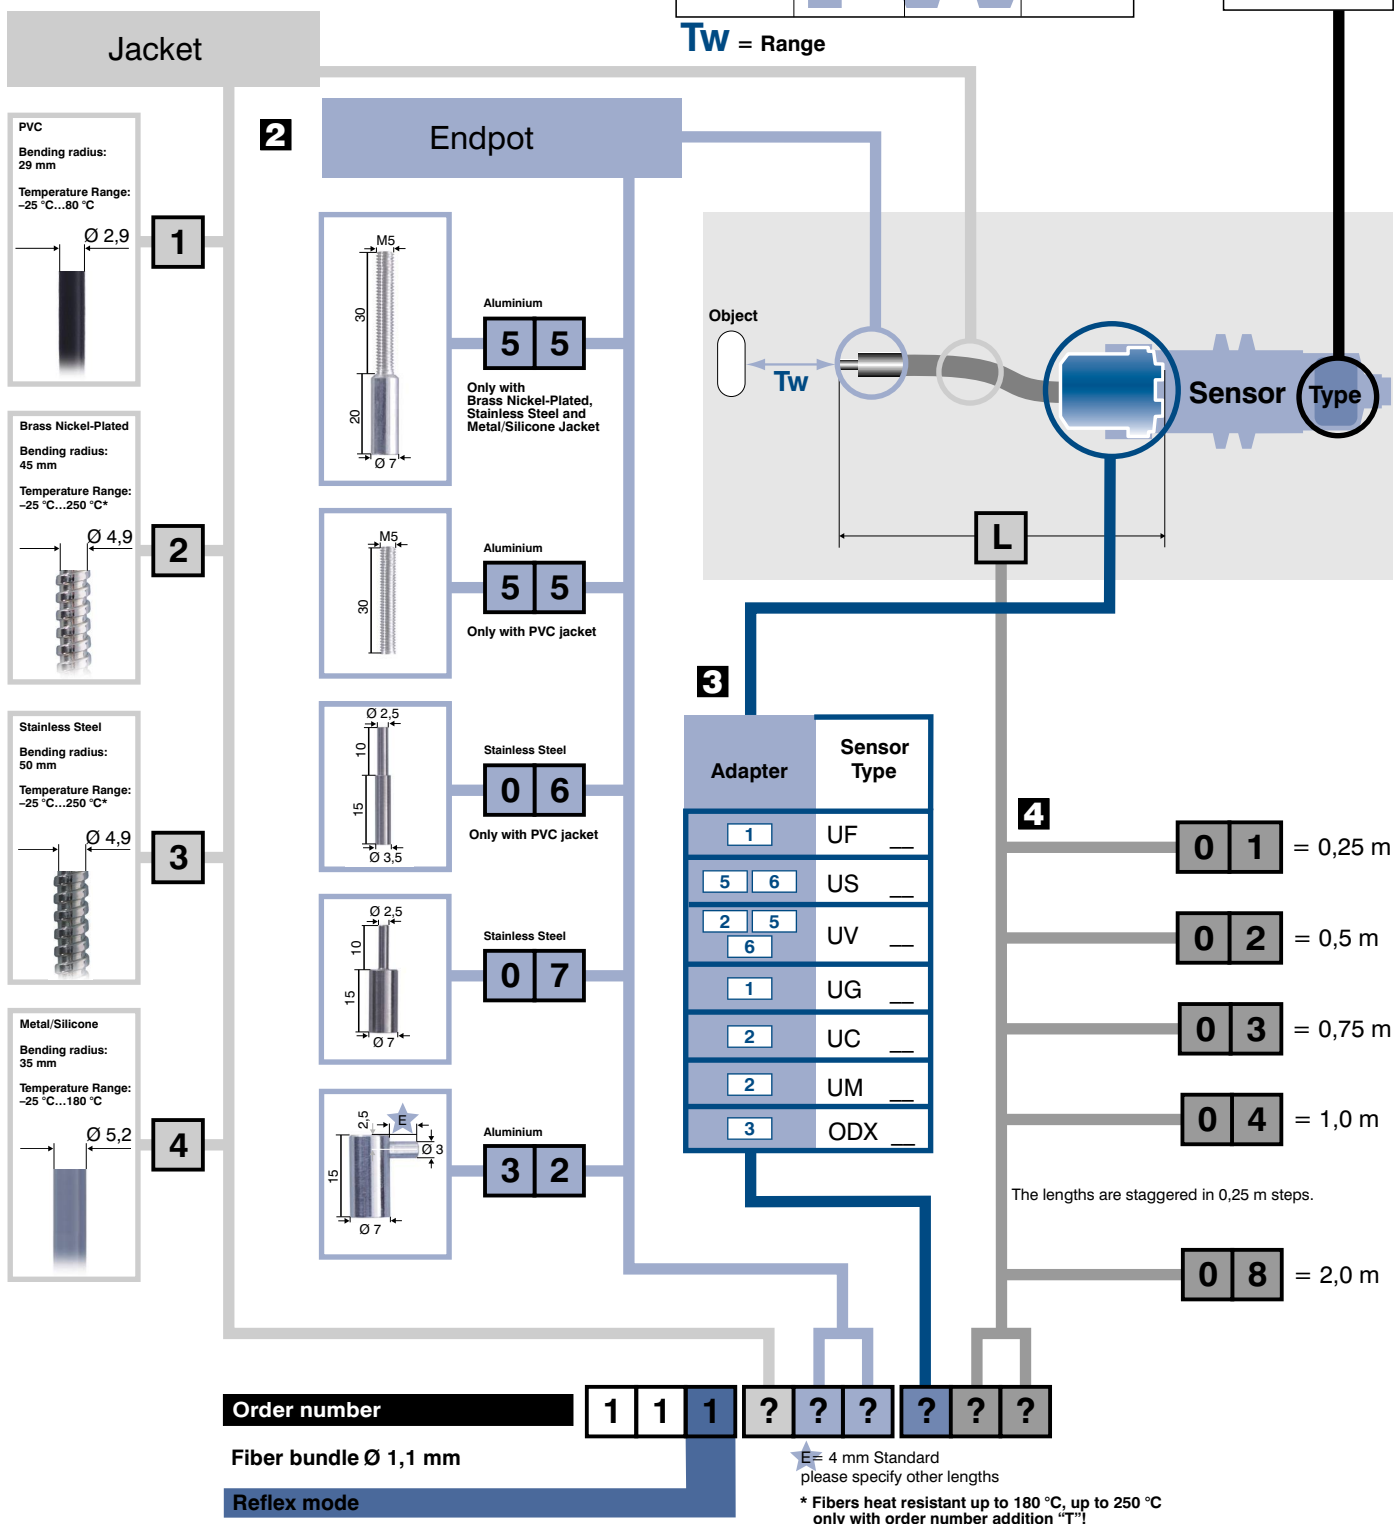 Tw = Range
Jacket
PVC
Bending radius:
29 mm
Temperature Range:
–25 °C...80 °C
Ø 2,9
1
Brass Nickel-Plated
Bending radius:
45 mm
Temperature Range:
–25 °C...250 °C*
Ø 4,9
2
Stainless Steel
Bending radius:
50 mm
Temperature Range:
–25 °C...250 °C*
Ø 4,9
3
Metal/Silicone
Bending radius:
35 mm
Temperature Range:
–25 °C...180 °C
Ø 5,2
4
2
Endpot
M5
30
20
Ø 7
Aluminium
5 5
Only with
Brass Nickel-Plated,
Stainless Steel and
Metal/Silicone Jacket
M5
30
Aluminium
5 5
Only with PVC jacket
Ø 2,5
10
15
Ø 3,5
Stainless Steel
0 6
Only with PVC jacket
Ø 2,5
10
15
Ø 7
Stainless Steel
0 7
2,5
E
Ø 3
15
Ø 7
Aluminium
3 2
Object
Tw
Sensor
Type
L
3
Adapter
Sensor
Type
1 UF __
5 6 US __
2 5
6
UV __
1 UG __
2 UC __
2 UM __
3 ODX __
4
0 1 = 0,25 m
0 2 = 0,5 m
0 3 = 0,75 m
0 4 = 1,0 m
The lengths are staggered in 0,25 m steps.
0 8 = 2,0 m
Order number
1 1 1 ? ? ? ? ? ?
Fiber bundle Ø 1,1 mm
Reflex mode
E= 4 mm Standard
please specify other lengths
* Fibers heat resistant up to 180 °C, up to 250 °C
only with order number addition “T”!